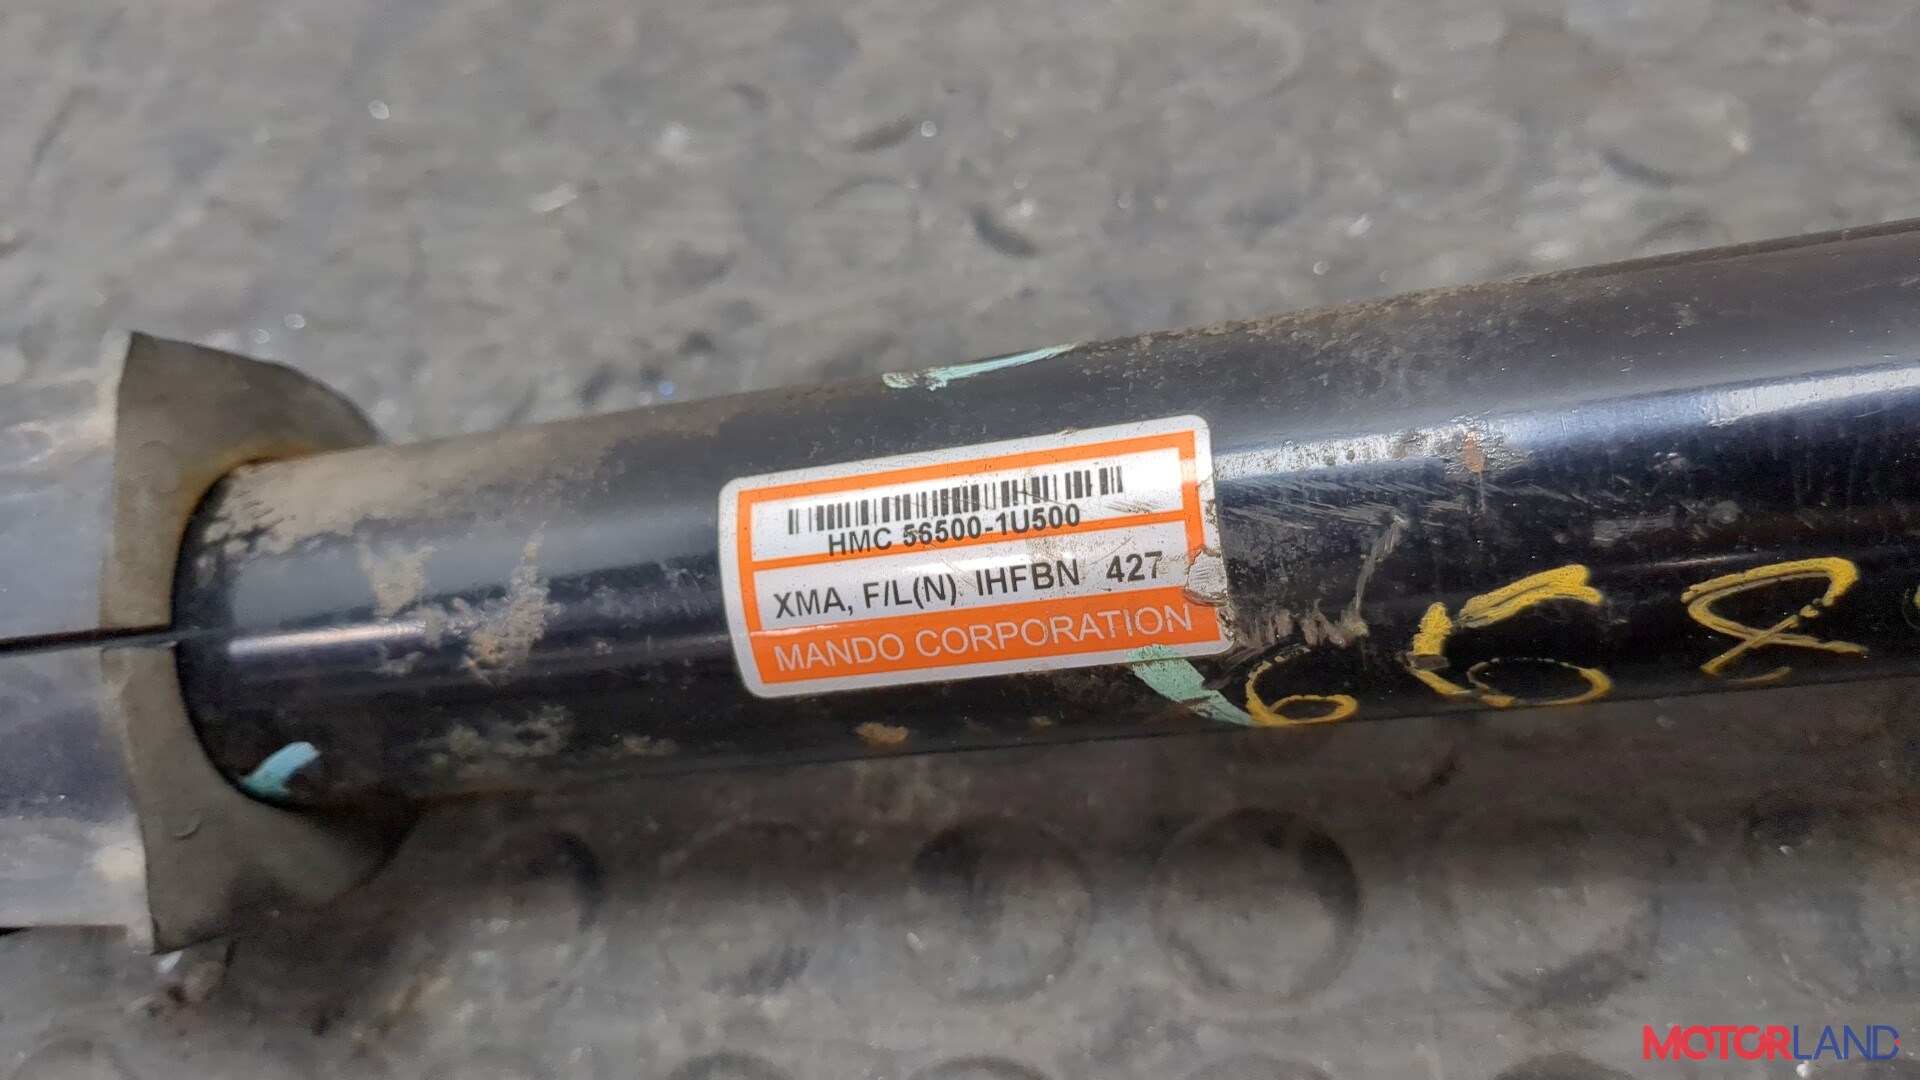 HMC 56500-1U500
XMA, F/L(N) IHFBN 427
MANDO CORPORATION
MOTORLAND